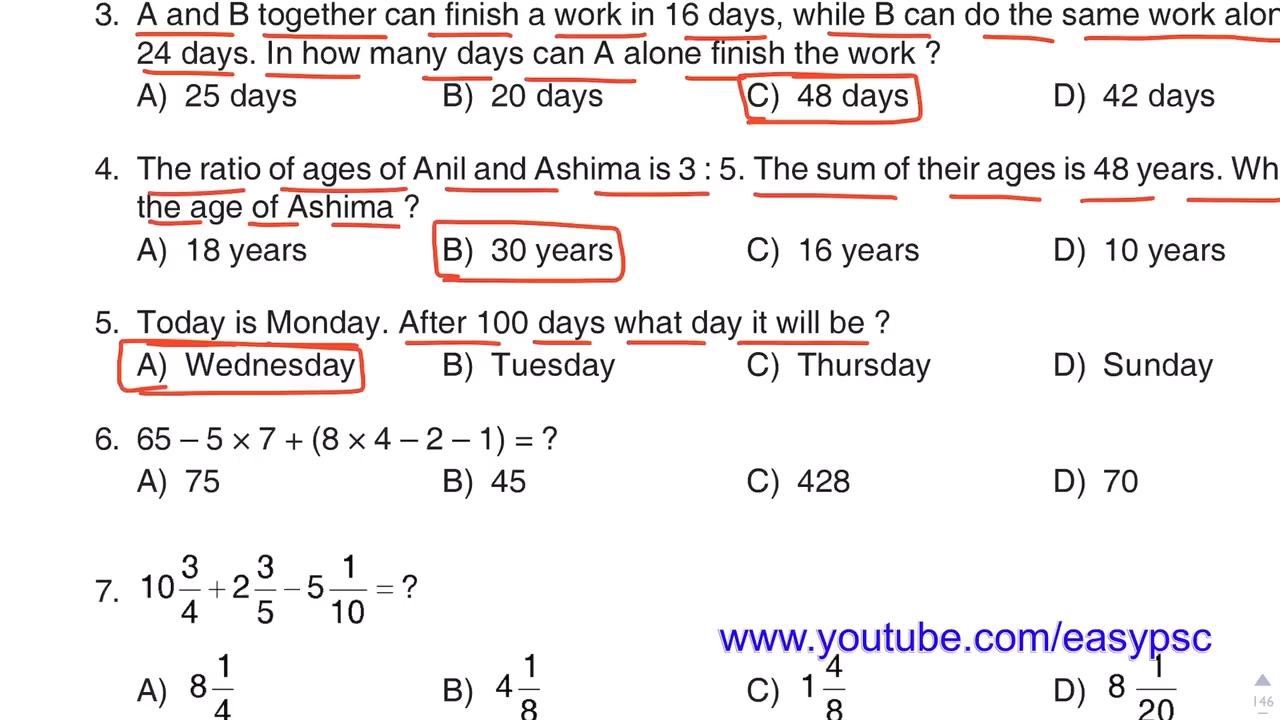 3. A and B together can finish a work in 16 days, while B can do the same work
24 days. In how many days can A alone finish the work ?
A) 25 days B) 20 days C) 48 days D) 42 days
4. The ratio of ages of Anil and Ashima is 3 : 5. The sum of their ages is 48 years.
the age of Ashima ?
A) 18 years B) 30 years C) 16 years D) 10 years
5. Today is Monday. After 100 days what day it will be ?
A) Wednesday B) Tuesday C) Thursday D) Sunday
6. 65 – 5 × 7 + (8 × 4 – 2 – 1) = ?
A) 75 B) 45 C) 428 D) 70
7. 10 3/4 + 2 3/5 – 5 1/10 = ?
www.youtube.com/easypsc
A) 8 1/4 B) 4 1/8 C) 1 4/8 D) 8 1/20
146